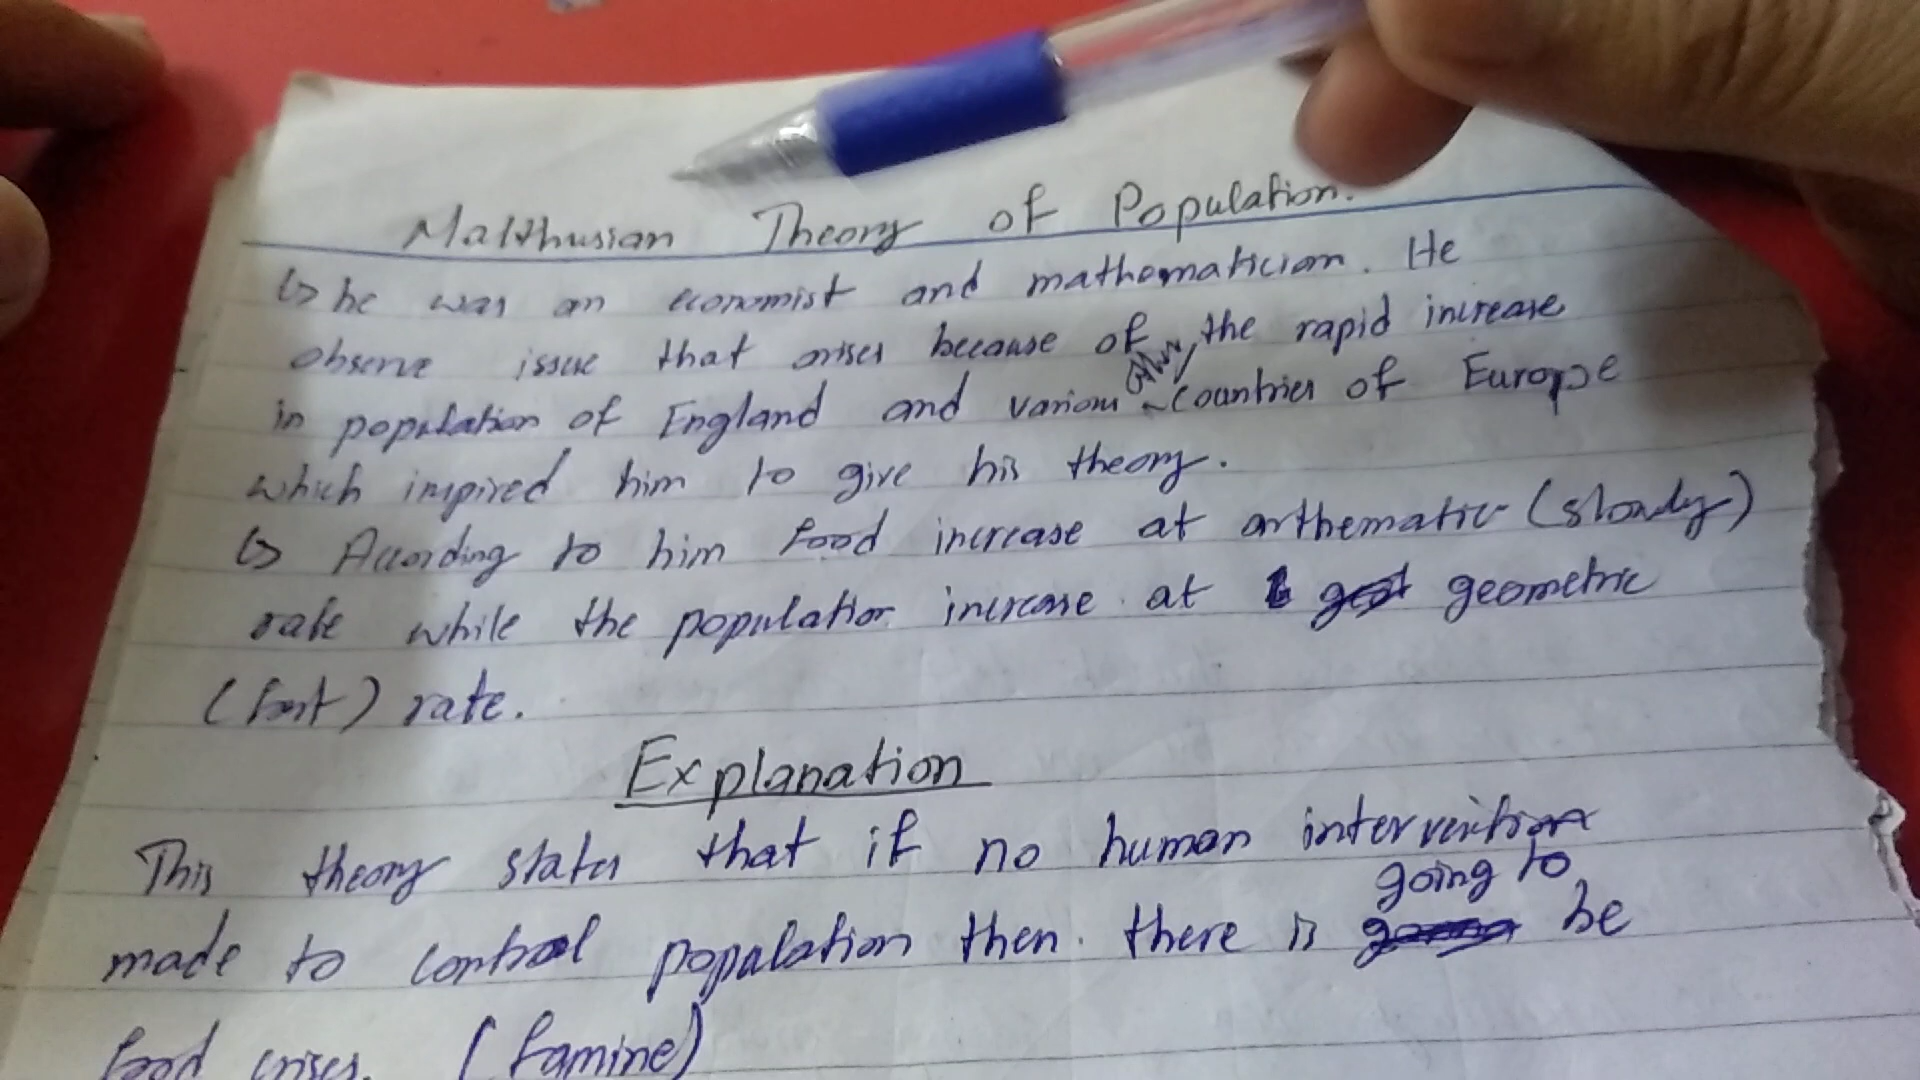 Malthusian Theory of Population.
↳ he was an economist and mathematician. He
observe issue that arises because of the rapid increase
in population of England and various other countries of Europe
which inspired him to give his theory.
↳ According to him food increase at arthematic (slowly)
rate while the population increase at geometric
(fast) rate.
Explanation
This theory states that if no human intervention
made to control population then there is going to be
food crises. (famine)